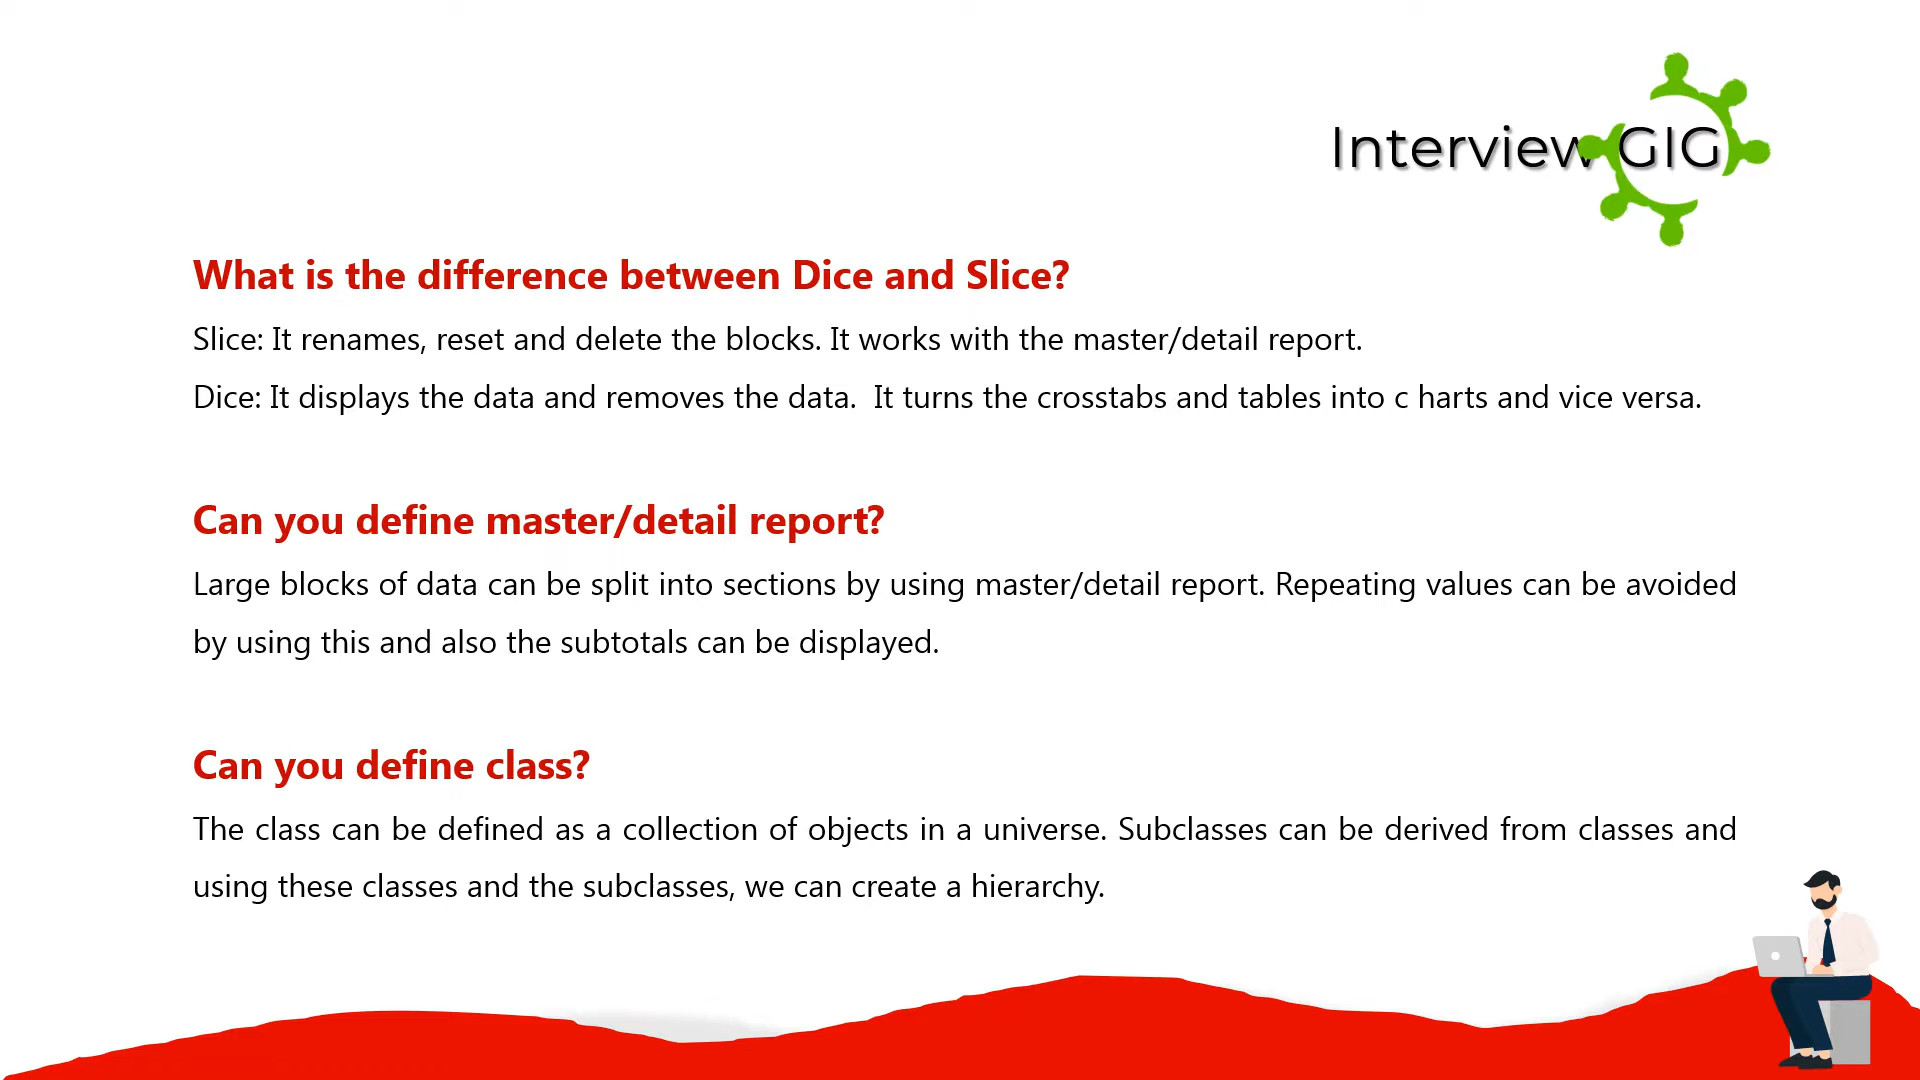 Interview GIG
What is the difference between Dice and Slice?
Slice: It renames, reset and delete the blocks. It works with the master/detail report.
Dice: It displays the data and removes the data.  It turns the crosstabs and tables into c harts and vice versa.
Can you define master/detail report?
Large blocks of data can be split into sections by using master/detail report. Repeating values can be avoided
by using this and also the subtotals can be displayed.
Can you define class?
The class can be defined as a collection of objects in a universe. Subclasses can be derived from classes and
using these classes and the subclasses, we can create a hierarchy.